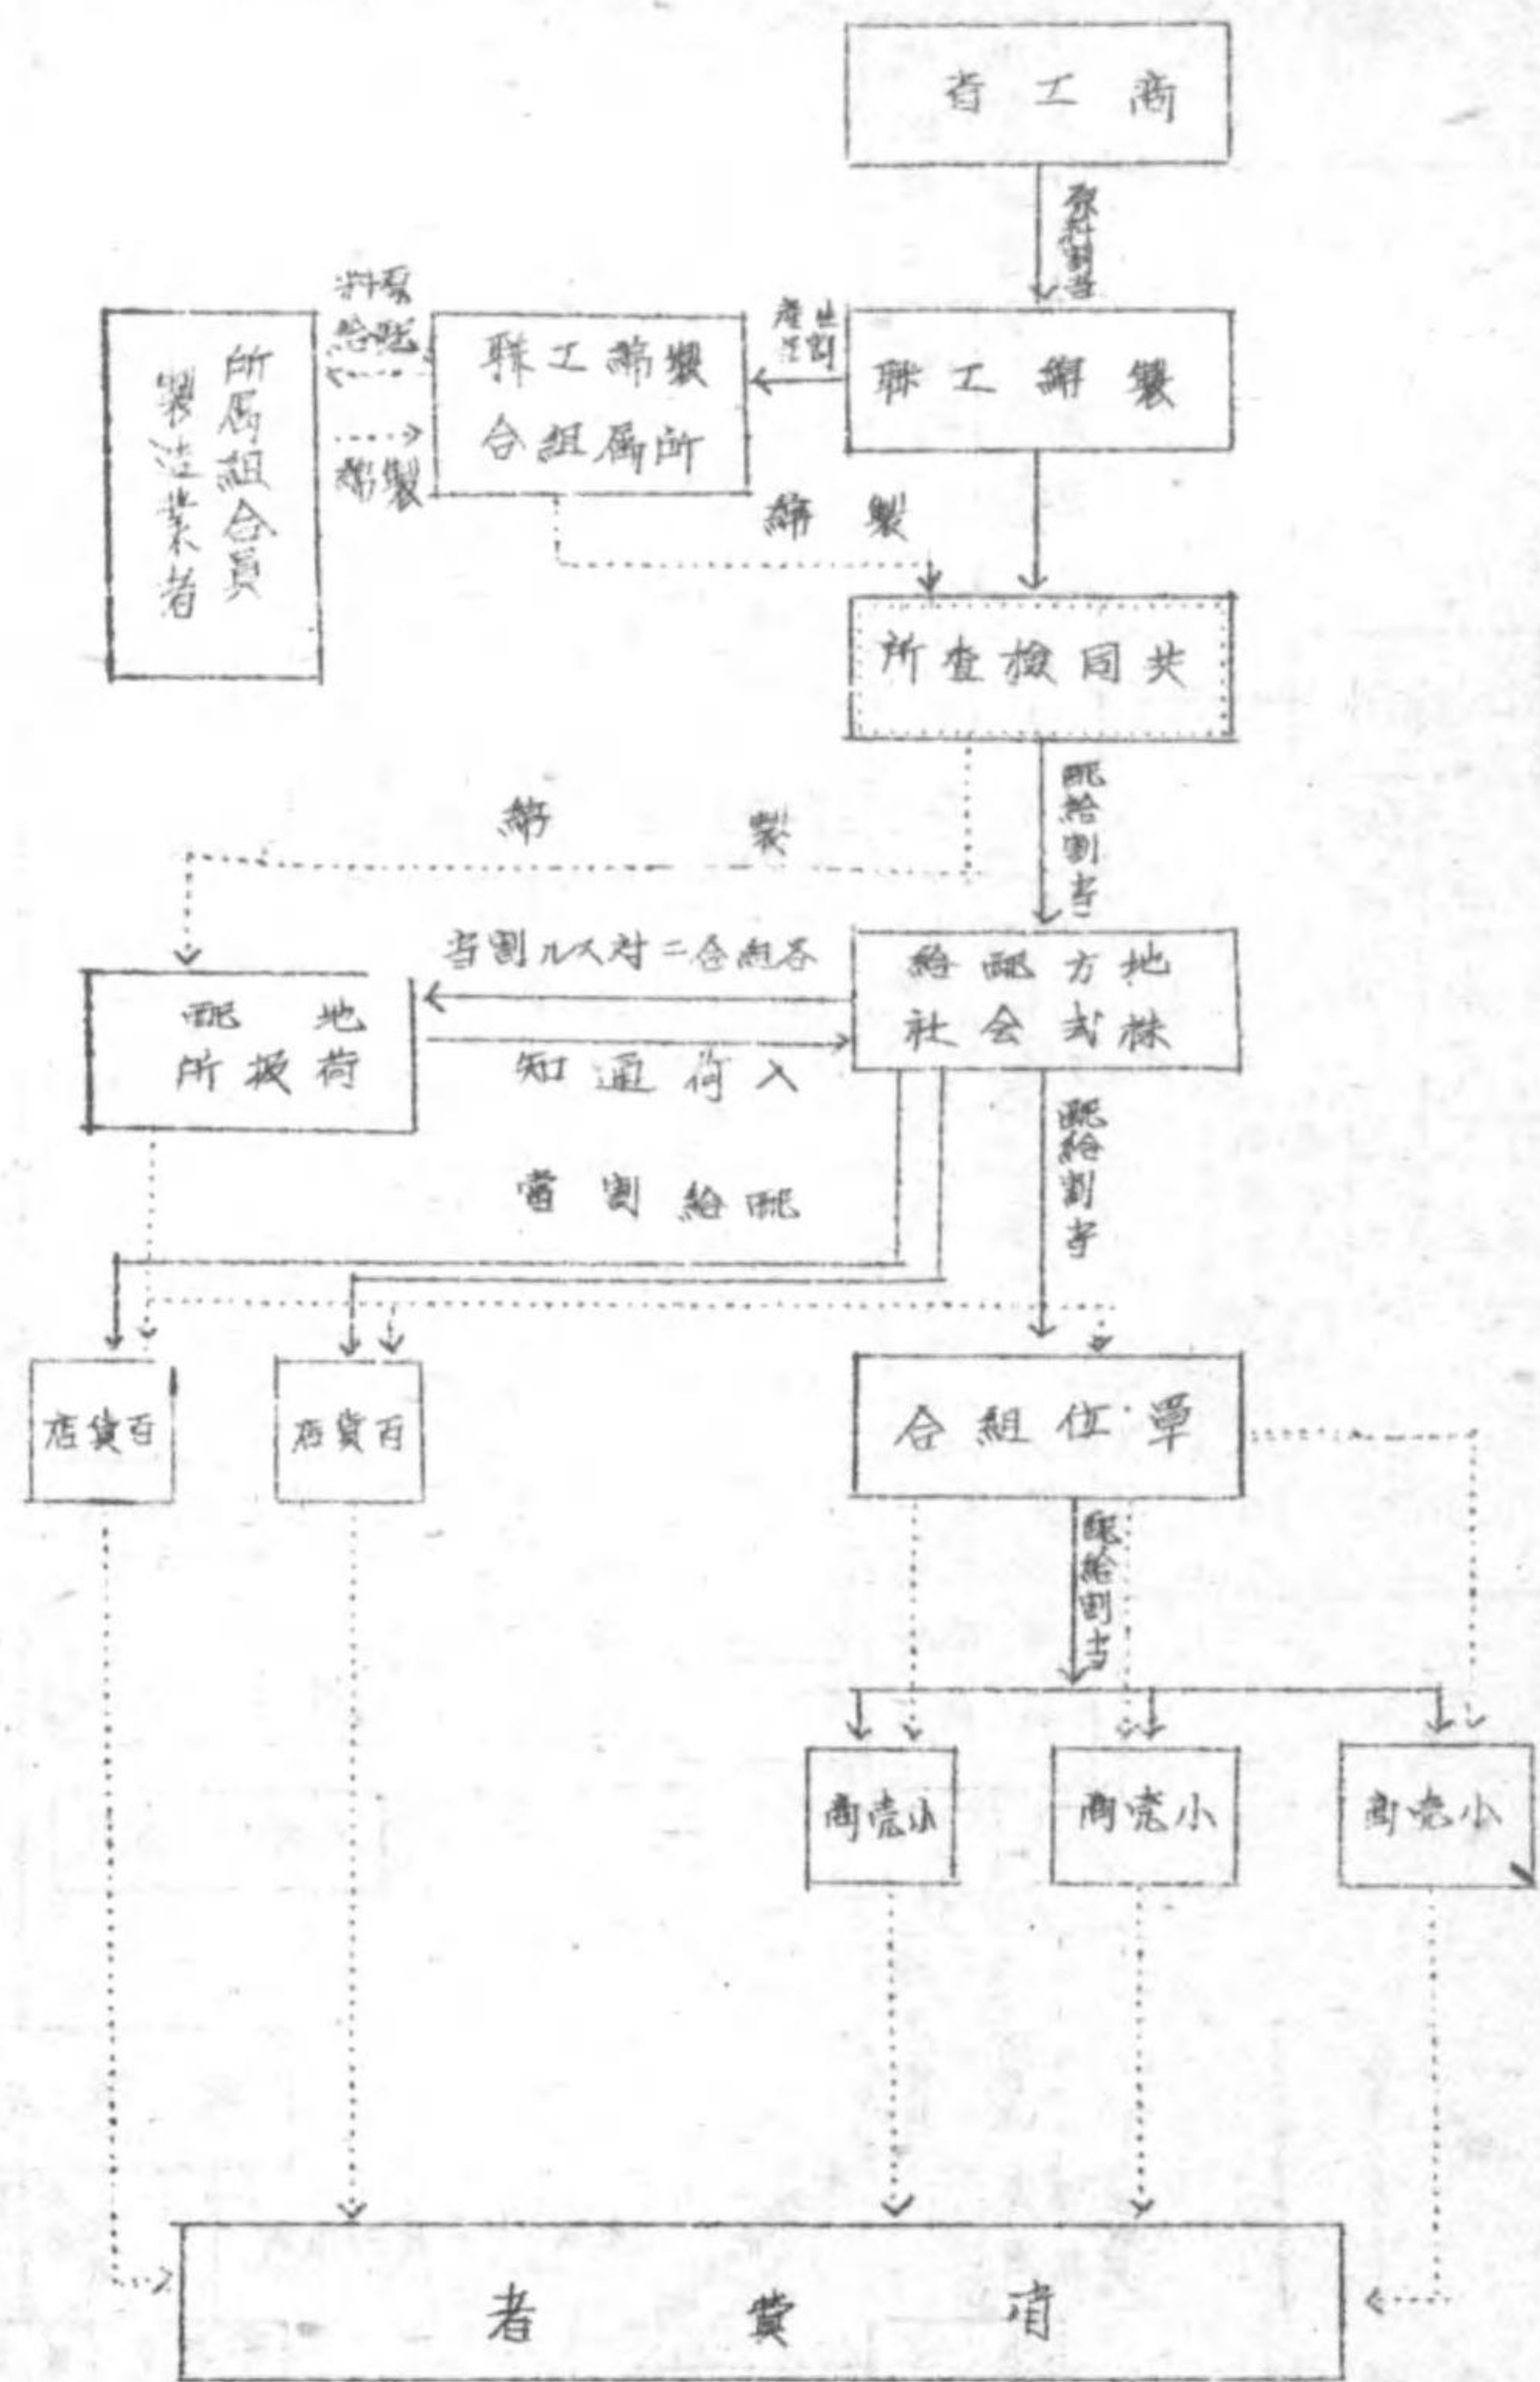 商工省
原料割当
製綿工聯
生産
割当
製綿工聯
所属組合
原料
配給
製綿
所属組合員
製造業者
製綿
共同検査所
配給割当
製綿
地方配給
株式会社
各組合ニ対スル割当
入荷通知
地配
荷扱所
配給割當
配給割当
百貨店
百貨店
單位組合
配給割当
小売商
小売商
小売商
消費者